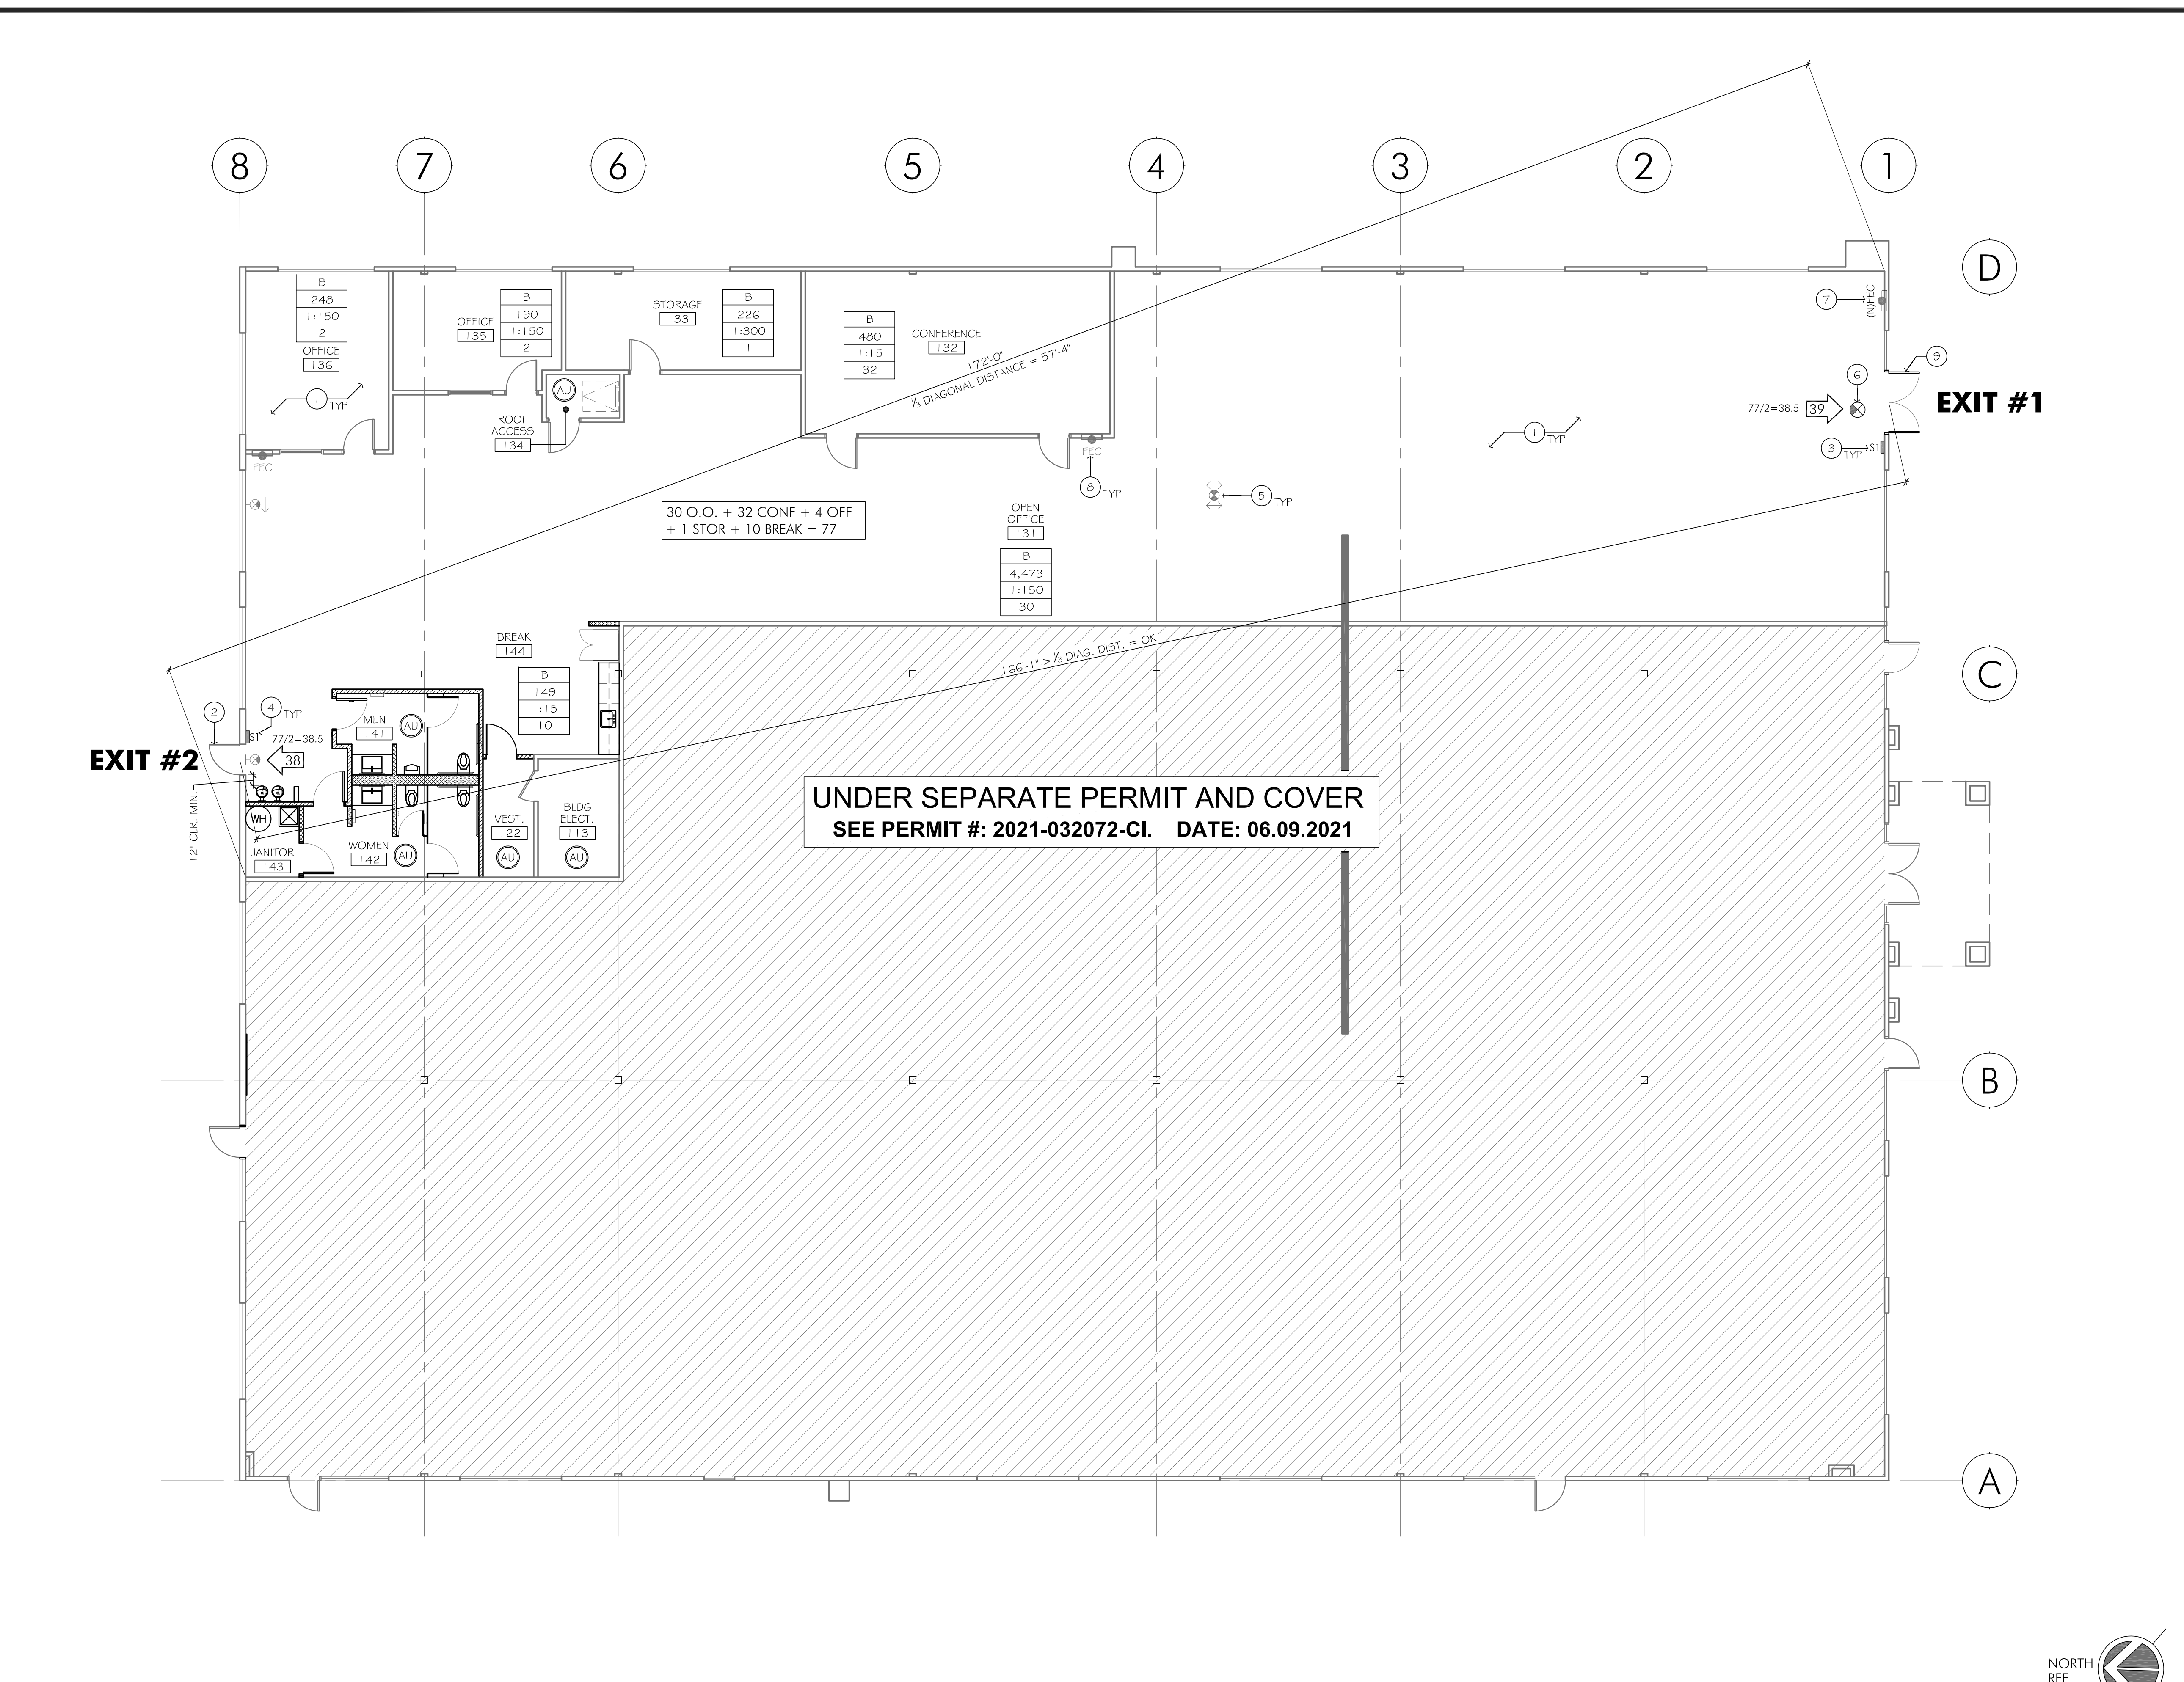 8
7
6
5
4
3
2
1
D
C
B
A
B
248
1:150
2
OFFICE
136
1
TYP
OFFICE
135
B
190
1:150
2
STORAGE
133
B
226
1:300
1
B
480
1:15
32
CONFERENCE
132
172'-0"
⅓ DIAGONAL DISTANCE = 57'-4"
AU
ROOF
ACCESS
134
FEC
FEC
8
TYP
5
TYP
1
TYP
7
(N)FEC
6
9
77/2=38.5
39
EXIT #1
3
TYP
S1
30 O.O. + 32 CONF + 4 OFF
+ 1 STOR + 10 BREAK = 77
OPEN
OFFICE
131
B
4,473
1:150
30
BREAK
144
B
149
1:15
10
166'-1" > ⅓ DIAG. DIST. = OK
2
4
TYP
S1
77/2=38.5
38
EXIT #2
12" CLR. MIN.
MEN
141
AU
WH
JANITOR
143
WOMEN
142
AU
VEST.
122
AU
BLDG
ELECT.
113
AU
UNDER SEPARATE PERMIT AND COVER
SEE PERMIT #: 2021-032072-CI. DATE: 06.09.2021
NORTH
REF